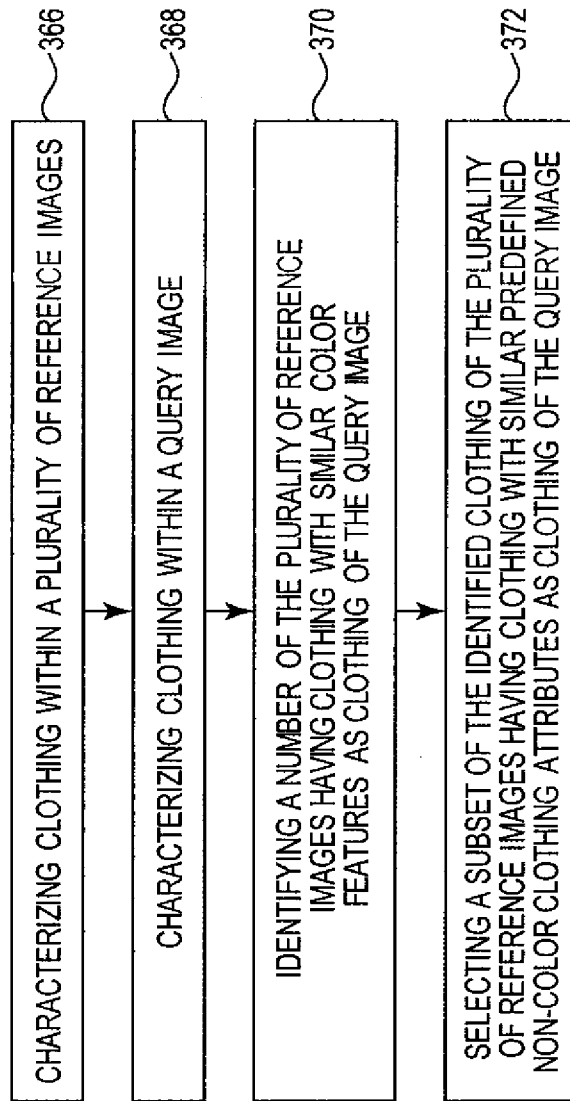 CHARACTERIZING CLOTHING WITHIN A PLURALITY OF REFERENCE IMAGES
366
CHARACTERIZING CLOTHING WITHIN A QUERY IMAGE
368
IDENTIFYING A NUMBER OF THE PLURALITY OF REFERENCE
IMAGES HAVING CLOTHING WITH SIMILAR COLOR
FEATURES AS CLOTHING OF THE QUERY IMAGE
370
SELECTING A SUBSET OF THE IDENTIFIED CLOTHING OF THE PLURALITY
OF REFERENCE IMAGES HAVING CLOTHING WITH SIMILAR PREDEFINED
NON-COLOR CLOTHING ATTRIBUTES AS CLOTHING OF THE QUERY IMAGE
372